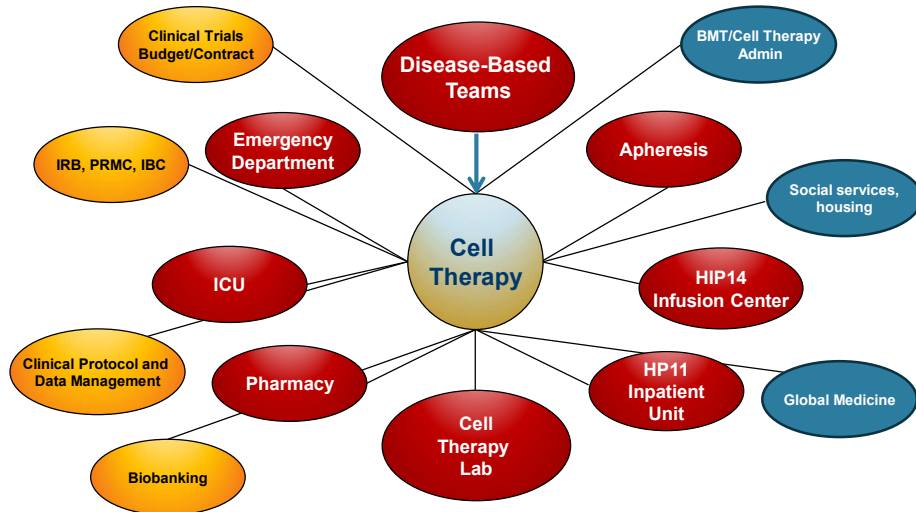 Clinical Trials
Budget/Contract
Disease-Based
Teams
BMT/Cell Therapy
Admin
Emergency
Department
Apheresis
IRB, PRMC, IBC
Social services,
housing
Cell
Therapy
ICU
HIP14
Infusion Center
Clinical Protocol and
Data Management
Pharmacy
HP11
Inpatient
Unit
Global Medicine
Cell
Therapy
Lab
Biobanking